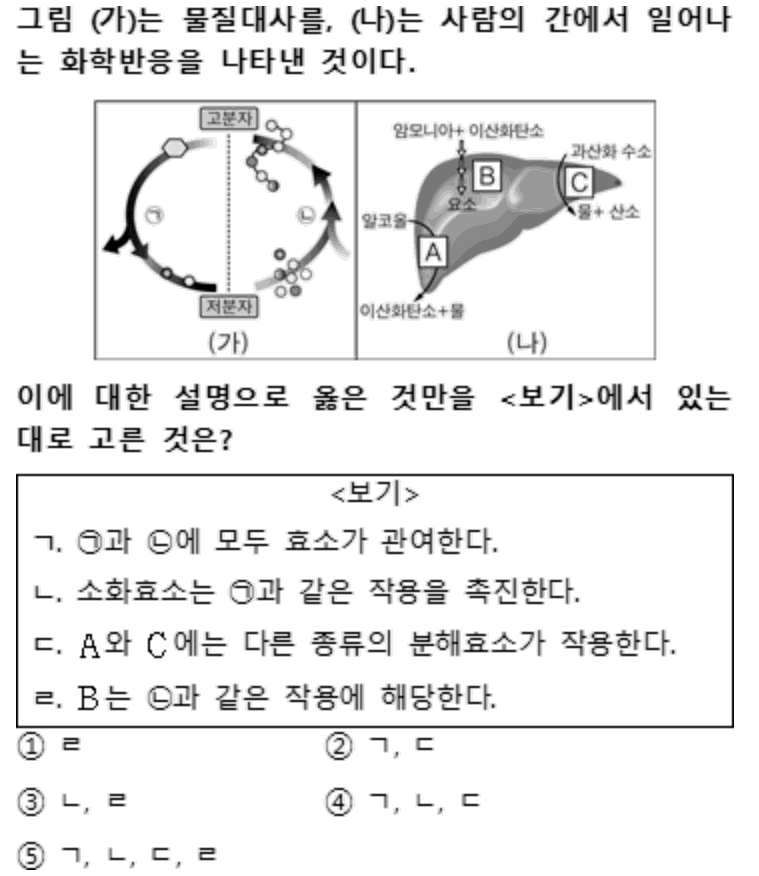 그림 (가)는 물질대사를, (나)는 사람의 간에서 일어나
는 화학반응을 나타낸 것이다.
고분자
㉠
㉡
저분자
(가)
암모니아+ 이산화탄소
과산화 수소
B
C
요소
물+ 산소
알코올
A
이산화탄소+물
(나)
이에 대한 설명으로 옳은 것만을 <보기>에서 있는
대로 고른 것은?
<보기>
ㄱ. ㉠과 ㉡에 모두 효소가 관여한다.
ㄴ. 소화효소는 ㉠과 같은 작용을 촉진한다.
ㄷ. A와 C에는 다른 종류의 분해효소가 작용한다.
ㄹ. B는 ㉡과 같은 작용에 해당한다.
① ㄹ ② ㄱ, ㄷ
③ ㄴ, ㄹ ④ ㄱ, ㄴ, ㄷ
⑤ ㄱ, ㄴ, ㄷ, ㄹ